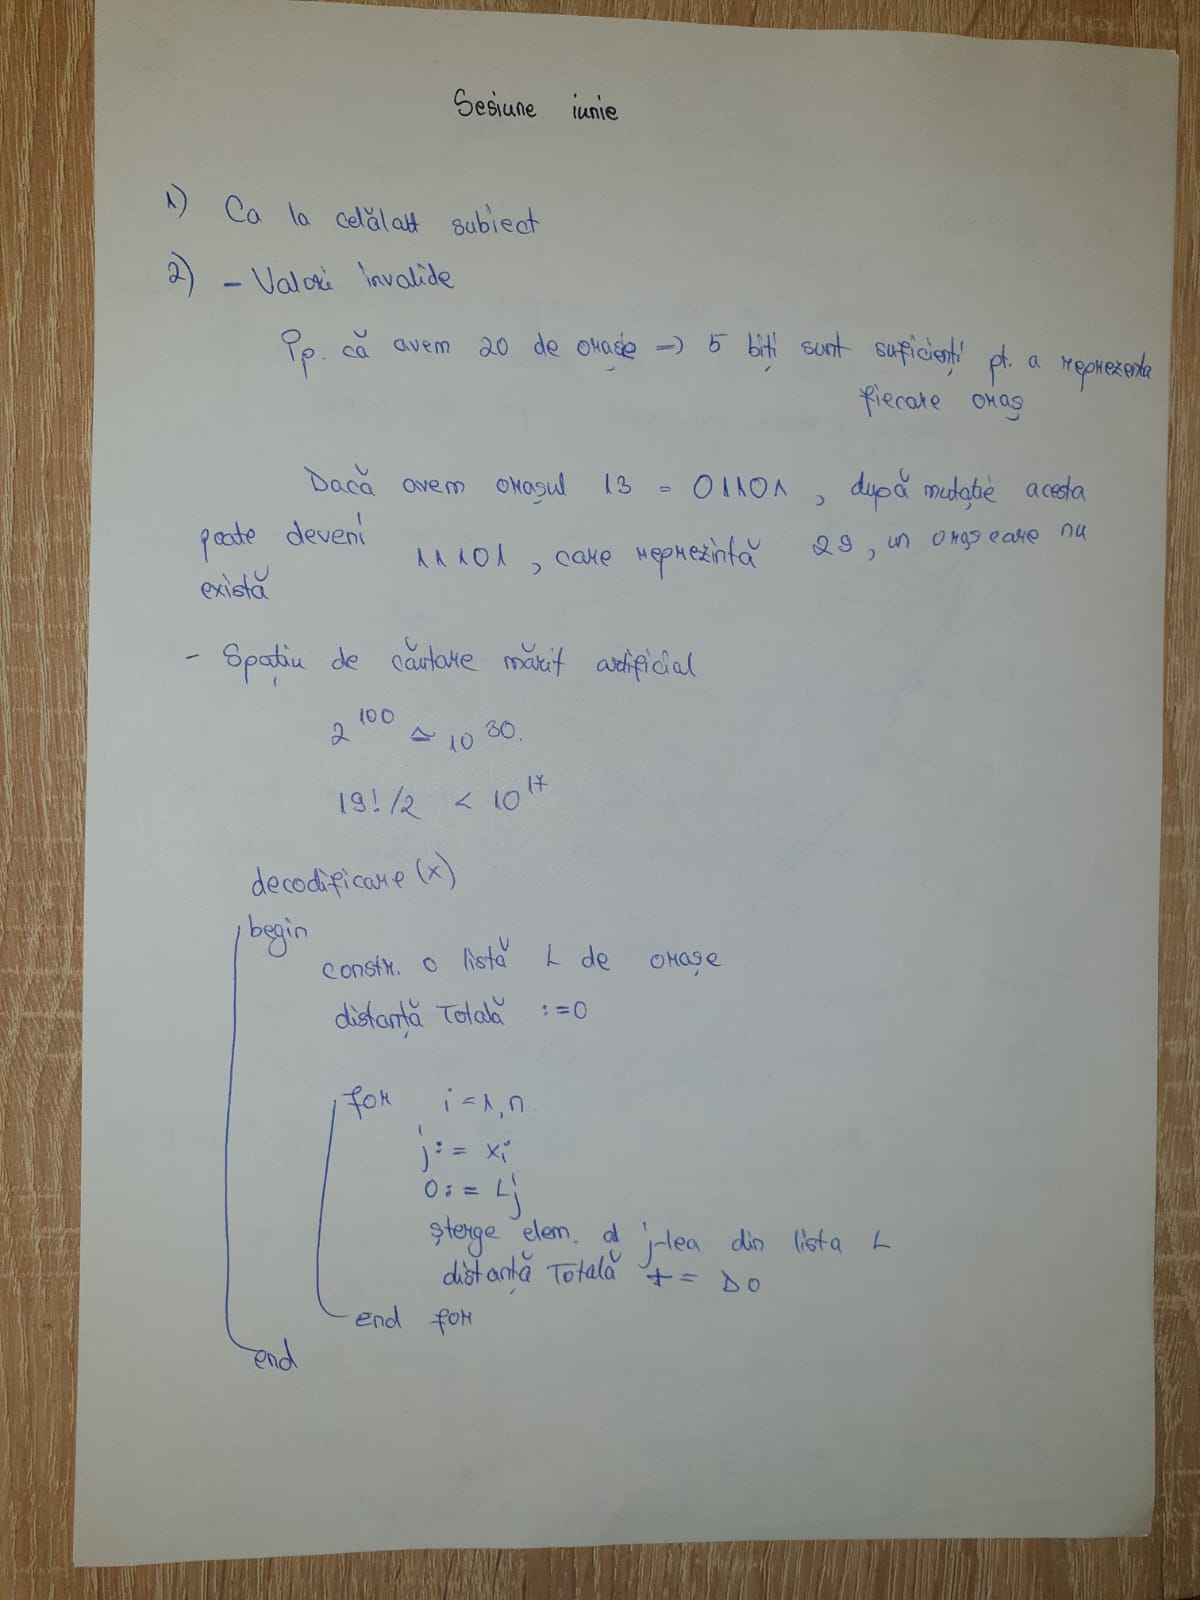 Sesiune iunie
1) Ca la celălalt subiect
2) - Valori invalide
Pp. că avem 20 de orașe => 5 biți sunt suficienți pt. a reprezenta
fiecare oraș
Dacă avem orașul 13 = 01101, după mutație acesta
poate deveni 11101, care reprezintă 29, un oraș care nu
există
- Spațiu de căutare mărit artificial
2^100 ≃ 10^30.
19!/2 < 10^17
decodificare (x)
begin
constr. o listă L de orașe
distanță Totală :=0
for i=1,n.
j:= xi
O:= Lj
șterge elem. al j-lea din lista L
distanță Totală += DO
end for
end